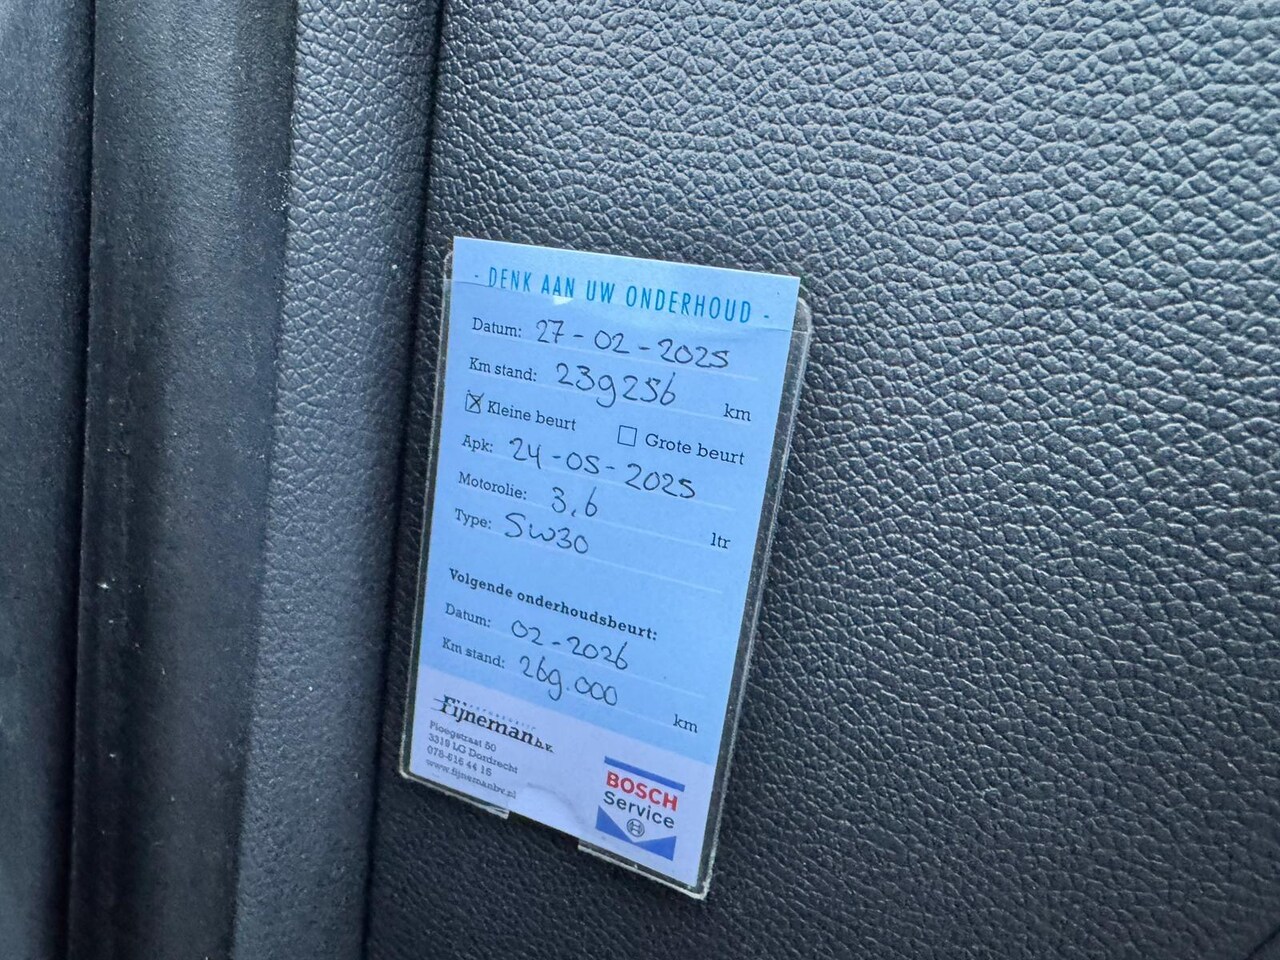 - DENK AAN UW ONDERHOUD -
Datum: 27-02-2025
Km stand: 239256 km
Kleine beurt Grote beurt
Apk: 24-05-2025
Motorolie: 3,6 ltr
Type: 5W30
Volgende onderhoudsbeurt:
Datum: 02-2026
Km stand: 269.000 km
Fijneman b.v.
Ploegstraat 50
3319 LG Dordrecht
078-616 44 15
www.fijnemanbv.nl
BOSCH
Service